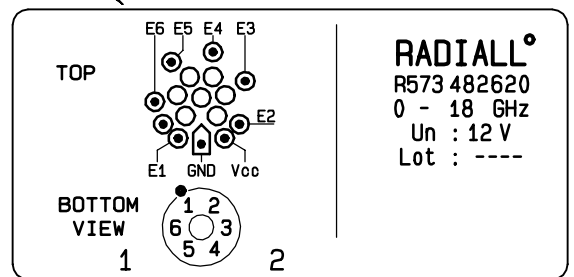 E6 E5 E4 E3
TOP
E2
E1 GND Vcc
BOTTOM
VIEW
1 2
6 3
5 4
1 2
RADIALL°
R573 482620
0 - 18 GHz
Un : 12 V
Lot : ----